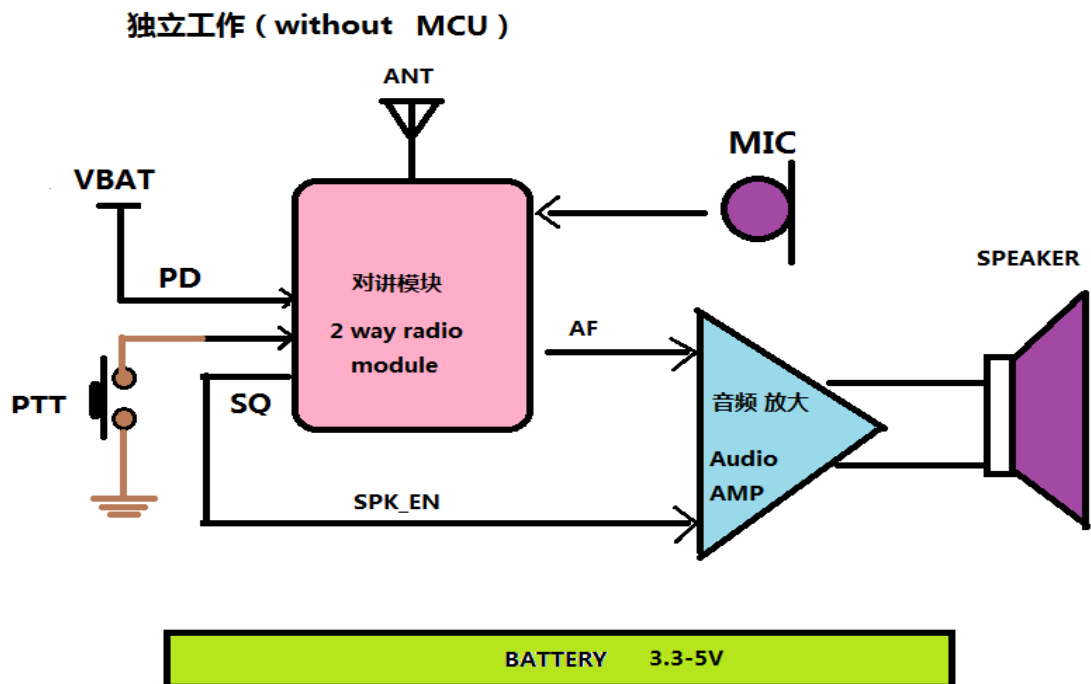 独立工作（without MCU）
ANT
MIC
VBAT
SPEAKER
PD
对讲模块
2 way radio
module
AF
PTT
SQ
音频 放大
Audio
AMP
SPK_EN
BATTERY 3.3-5V